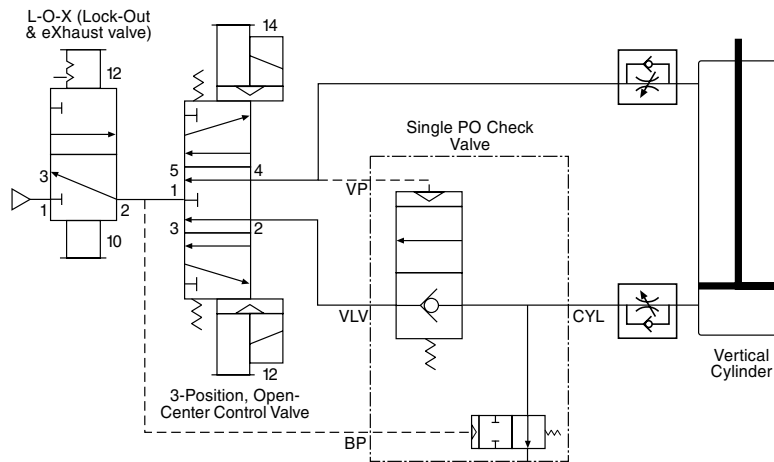 L-O-X (Lock-Out
& eXhaust valve)
12
3
1
2
10
14
5
4
1
3
2
12
3-Position, Open-
Center Control Valve
Single PO Check
Valve
VP
VLV
CYL
BP
Vertical
Cylinder